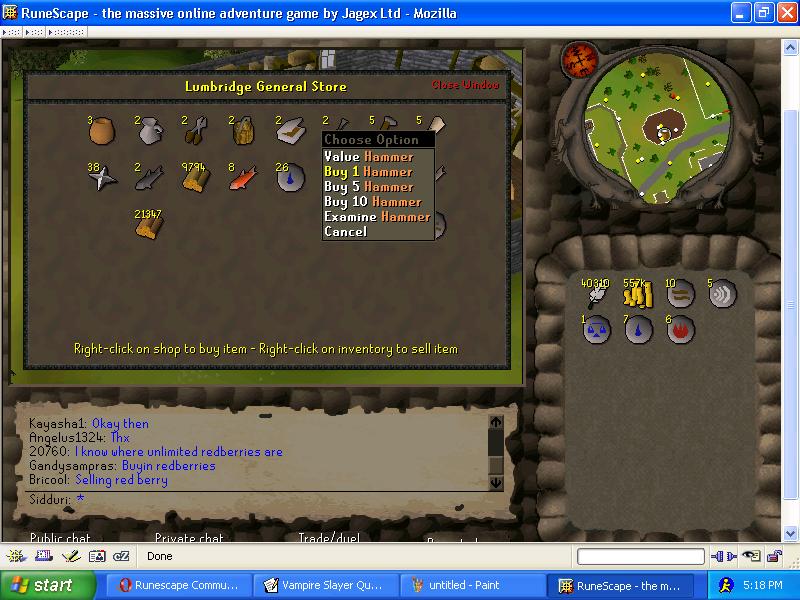 RuneScape - the massive online adventure game by Jagex Ltd - Mozilla
Lumbridge General Store
Close Window
3 2 2 2 2 2 5 5
Choose Option
Value Hammer
Buy 1 Hammer
Buy 5 Hammer
Buy 10 Hammer
Examine Hammer
Cancel
38 2 9794 8 26
21347
Right-click on shop to buy item - Right-click on inventory to sell item
40310 557K 10 5
1 7 6
Kayasha1: Okay then
Angelus1324: Thx
20760: I know where unlimited redberries are
Gandysampras: Buyin redberries
Bricool: Selling red berry
Sidduri: *
Public chat Private chat Trade/duel
Done
start
Runescape Commu...
Vampire Slayer Qu...
untitled - Paint
RuneScape - the m...
5:18 PM